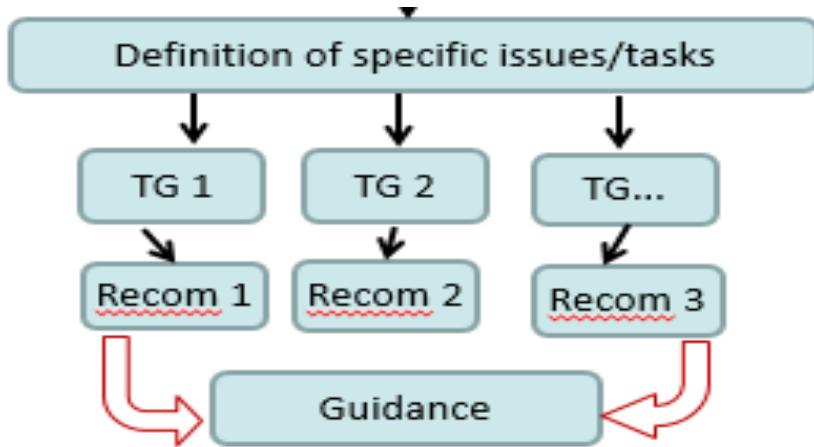 Definition of specific issues/tasks
TG 1
TG 2
TG...
Recom 1
Recom 2
Recom 3
Guidance